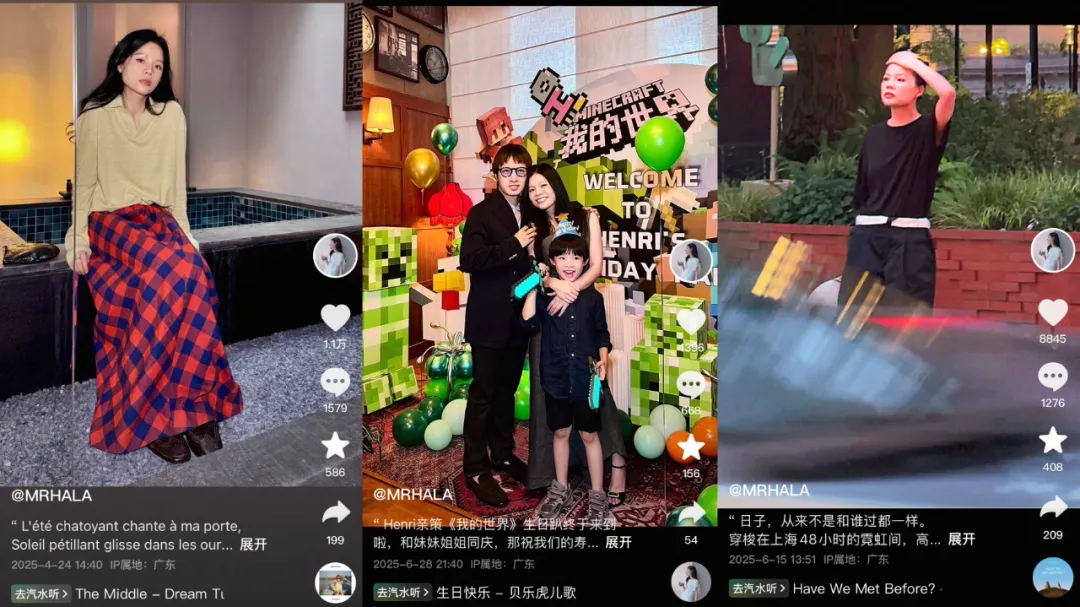 1.1万
1579
586
199
@MRHALA
“ L'été chatoyant chante à ma porte,
Soleil pétillant glisse dans les our... 展开
2025-4-24 14:40 IP属地：广东
去汽水听 > The Middle – Dream Tu
MINECRAFT
我的世界
WELCOME
TO
HENRI'S
DAY
1396
668
156
54
@MRHALA
“ Henri亲策《我的世界》生日趴终于来到
啦，和妹妹姐姐同庆，那祝我们的寿... 展开
2025-6-28 21:40 IP属地：广东
去汽水听 > 生日快乐 – 贝乐虎儿歌
8845
1276
408
209
@MRHALA
“ 日子，从来不是和谁过都一样。
穿梭在上海48小时的霓虹间，高... 展开
2025-6-15 13:51 IP属地：广东
去汽水听 > Have We Met Before?